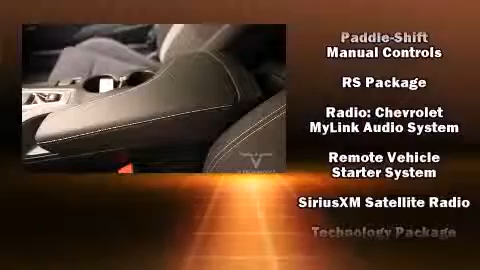 Paddle-Shift
Manual Controls
RS Package
Radio: Chevrolet
MyLink Audio System
Remote Vehicle
Starter System
SiriusXM Satellite Radio
Technology Package